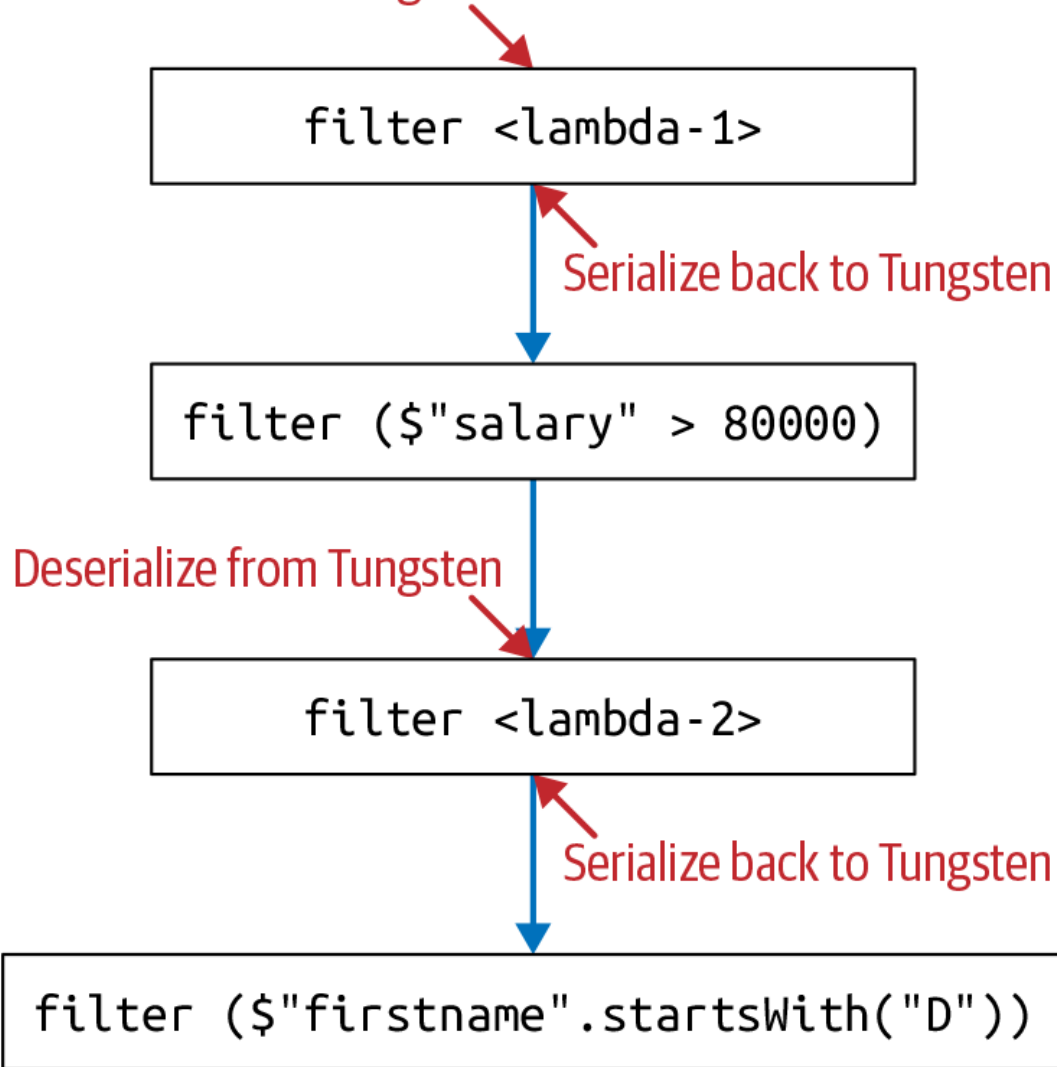 filter <lambda-1>
Serialize back to Tungsten
filter ($"salary" > 80000)
Deserialize from Tungsten
filter <lambda-2>
Serialize back to Tungsten
filter ($"firstname".startsWith("D"))